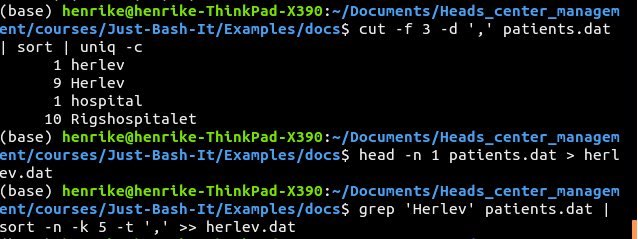 (base) henrike@henrike-ThinkPad-X390:~/Documents/Heads_center_managem
ent/courses/Just-Bash-It/Examples/docs$ cut -f 3 -d ',' patients.dat
| sort | uniq -c
      1 herlev
      9 Herlev
      1 hospital
     10 Rigshospitalet
(base) henrike@henrike-ThinkPad-X390:~/Documents/Heads_center_managem
ent/courses/Just-Bash-It/Examples/docs$ head -n 1 patients.dat > herl
ev.dat
(base) henrike@henrike-ThinkPad-X390:~/Documents/Heads_center_managem
ent/courses/Just-Bash-It/Examples/docs$ grep 'Herlev' patients.dat |
sort -n -k 5 -t ',' >> herlev.dat